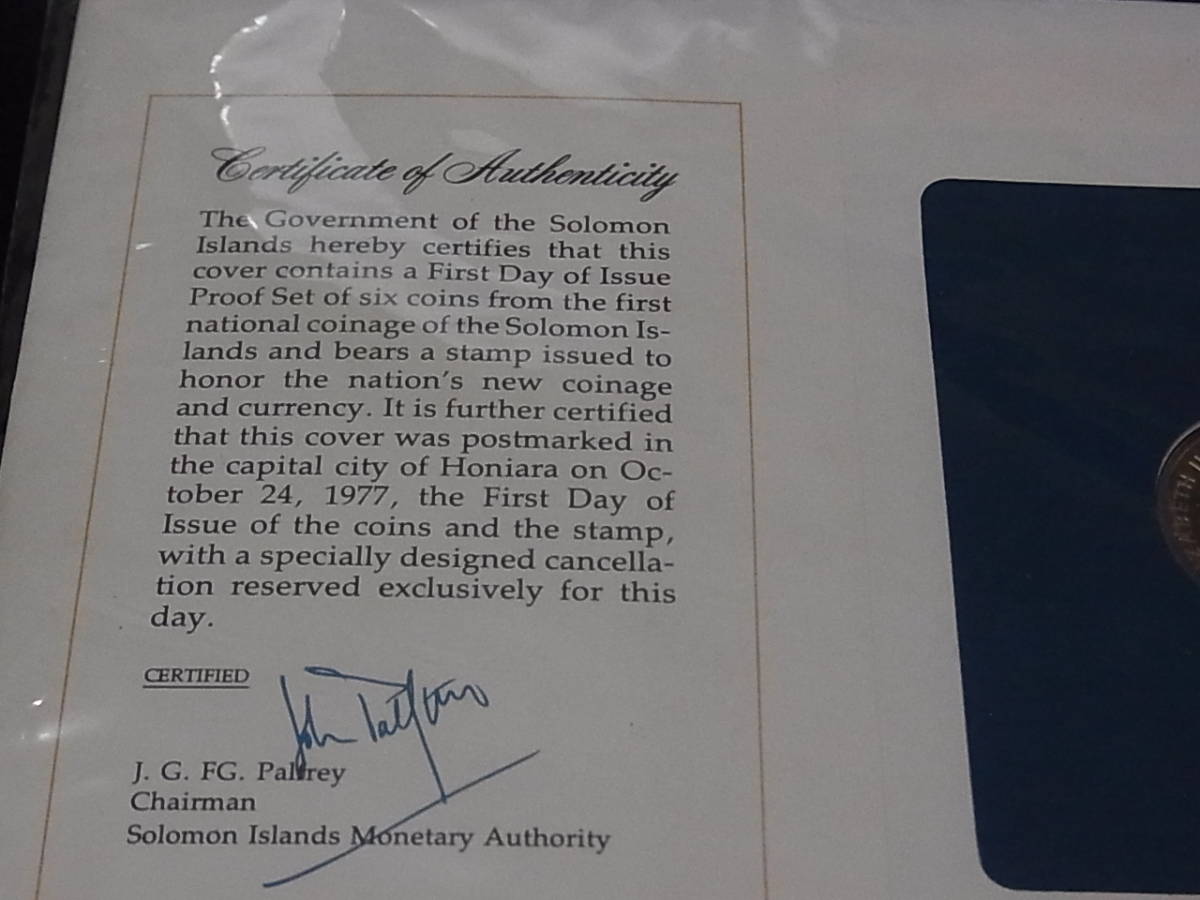 Certificate of Authenticity
The Government of the Solomon
Islands hereby certifies that this
cover contains a First Day of Issue
Proof Set of six coins from the first
national coinage of the Solomon Is-
lands and bears a stamp issued to
honor the nation's new coinage
and currency. It is further certified
that this cover was postmarked in
the capital city of Honiara on Oc-
tober 24, 1977, the First Day of
Issue of the coins and the stamp,
with a specially designed cancella-
tion reserved exclusively for this
day.
CERTIFIED
John Palfrey
J. G. FG. Palfrey
Chairman
Solomon Islands Monetary Authority